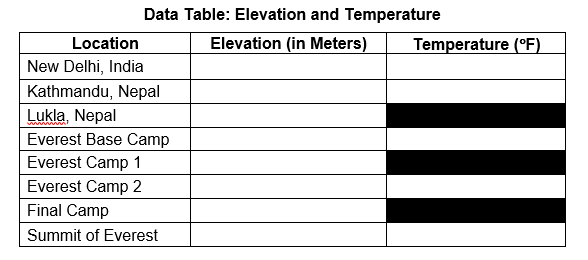 Data Table: Elevation and Temperature
Location Elevation (in Meters) Temperature (ºF)
New Delhi, India
Kathmandu, Nepal
Lukla, Nepal
Everest Base Camp
Everest Camp 1
Everest Camp 2
Final Camp
Summit of Everest